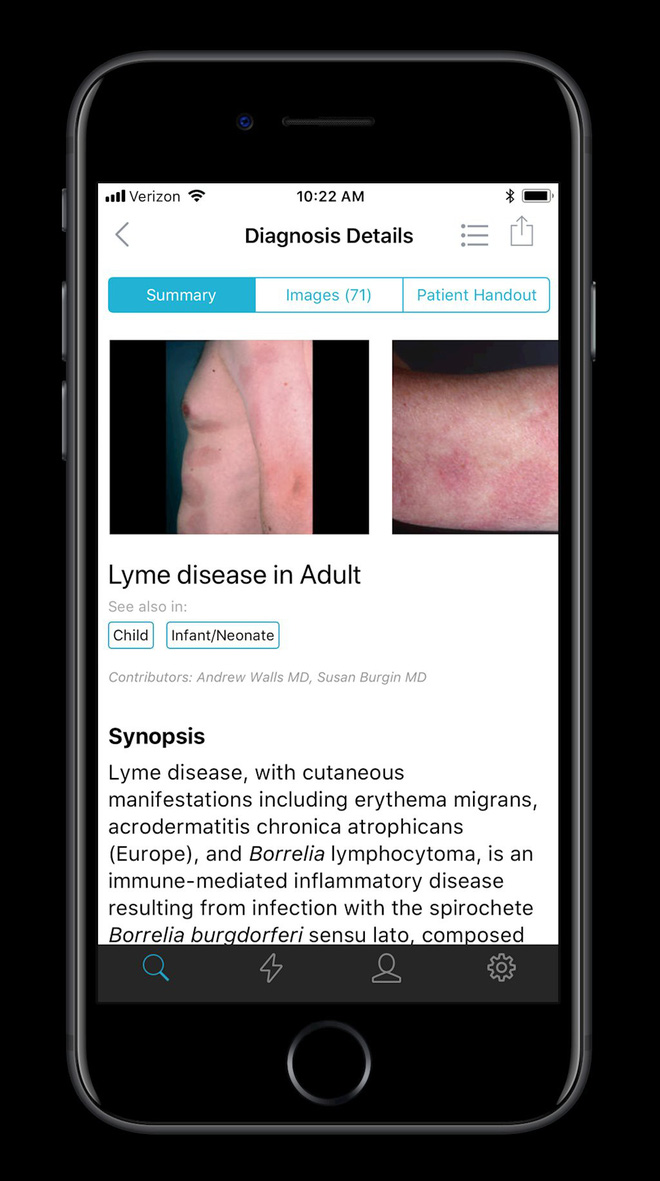 Verizon 10:22 AM
Diagnosis Details
Summary Images (71) Patient Handout
Lyme disease in Adult
See also in:
Child Infant/Neonate
Contributors: Andrew Walls MD, Susan Burgin MD
Synopsis
Lyme disease, with cutaneous
manifestations including erythema migrans,
acrodermatitis chronica atrophicans
(Europe), and Borrelia lymphocytoma, is an
immune-mediated inflammatory disease
resulting from infection with the spirochete
Borrelia burgdorferi sensu lato, composed